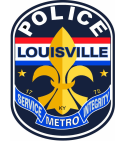 POLICE
LOUISVILLE
17 78
KY
SERVICE METRO INTEGRITY